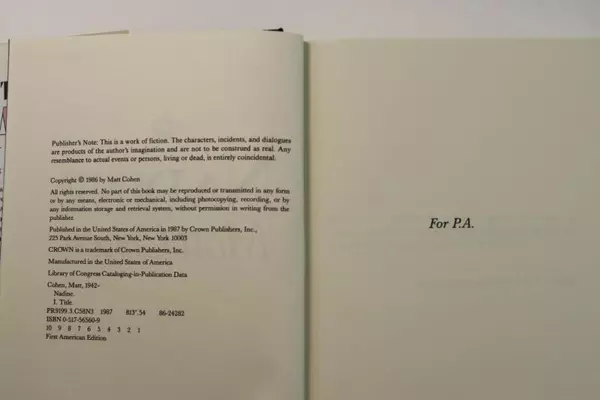 Publisher's Note: This is a work of fiction. The characters, incidents, and dialogues
are products of the author's imagination and are not to be construed as real. Any
resemblance to actual events or persons, living or dead, is entirely coincidental.
Copyright © 1986 by Matt Cohen
All rights reserved. No part of this book may be reproduced or transmitted in any form
or by any means, electronic or mechanical, including photocopying, recording, or by
any information storage and retrieval system, without permission in writing from the
publisher.
Published in the United States of America in 1987 by Crown Publishers, Inc.,
225 Park Avenue South, New York, New York 10003
CROWN is a trademark of Crown Publishers, Inc.
Manufactured in the United States of America
Library of Congress Cataloging-in-Publication Data
Cohen, Matt, 1942-
Nadine.
I. Title.
PR9199.3.C58N3 1987 813'.54 86-24282
ISBN 0-517-56560-9
10 9 8 7 6 5 4 3 2 1
First American Edition
For P.A.